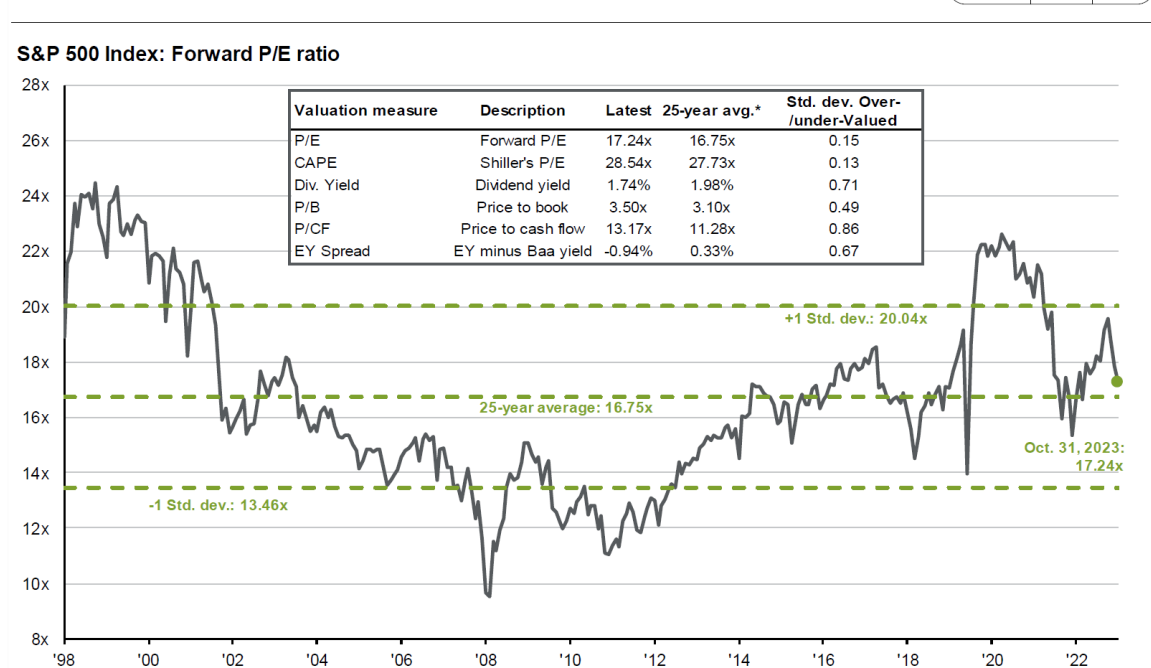 S&P 500 Index: Forward P/E ratio
28x
26x
24x
22x
20x
18x
16x
14x
12x
10x
8x
Valuation measure Description Latest 25-year avg.* Std. dev. Over-
/under-Valued
P/E Forward P/E 17.24x 16.75x 0.15
CAPE Shiller's P/E 28.54x 27.73x 0.13
Div. Yield Dividend yield 1.74% 1.98% 0.71
P/B Price to book 3.50x 3.10x 0.49
P/CF Price to cash flow 13.17x 11.28x 0.86
EY Spread EY minus Baa yield -0.94% 0.33% 0.67
+1 Std. dev.: 20.04x
25-year average: 16.75x
Oct. 31, 2023:
17.24x
-1 Std. dev.: 13.46x
'98 '00 '02 '04 '06 '08 '10 '12 '14 '16 '18 '20 '22